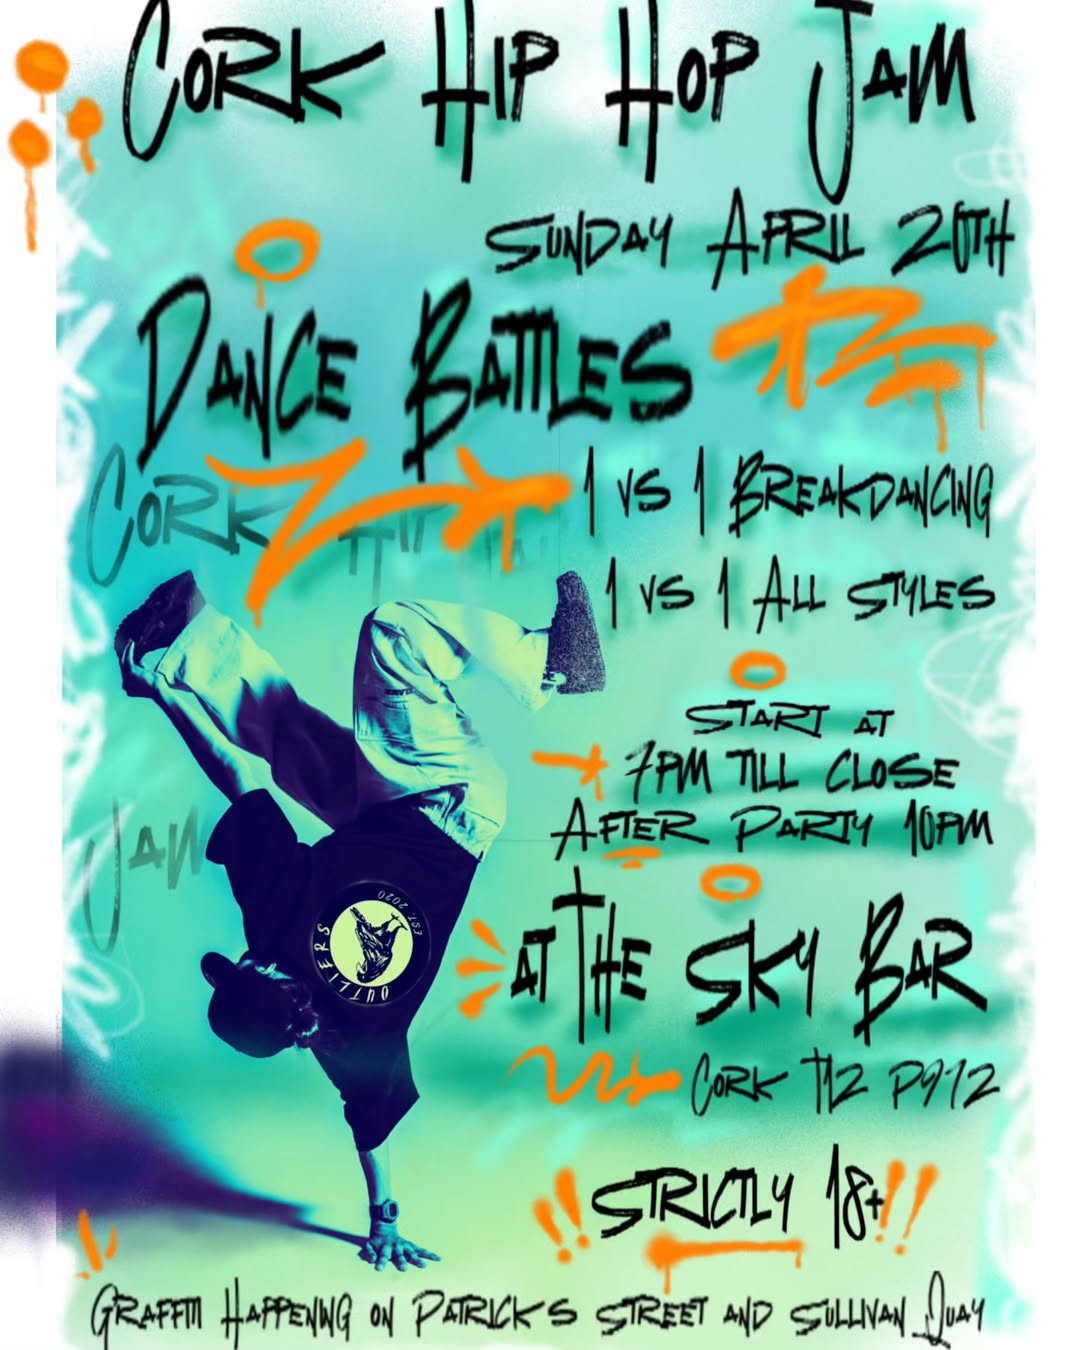 Cork Hip Hop Jam
Sunday April 20th
Dance Battles
1 vs 1 Breakdancing
Cork
1 vs 1 All Styles
Start at
7pm till close
After Party 10pm
Jam
EST. 2020
OUTLIERS
at The Sky Bar
Cork T12 P972
Strictly 18+
Graffiti Happening on Patrick's Street and Sullivan Quay